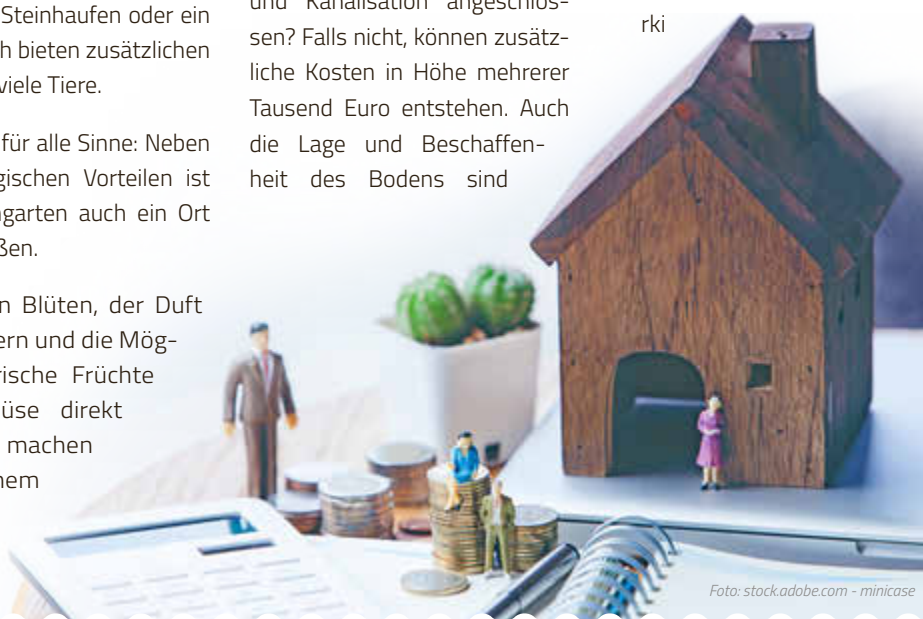 Steinhaufen oder ein
h bieten zusätzlichen
viele Tiere.
für alle Sinne: Neben
gischen Vorteilen ist
garten auch ein Ort
ßen.
n Blüten, der Duft
ern und die Mög-
rische Früchte
üse direkt
machen
nem
und Kanalisation angeschlos-
sen? Falls nicht, können zusätz-
liche Kosten in Höhe mehrerer
Tausend Euro entstehen. Auch
die Lage und Beschaffen-
heit des Bodens sind
rki
Foto: stock.adobe.com - minicase